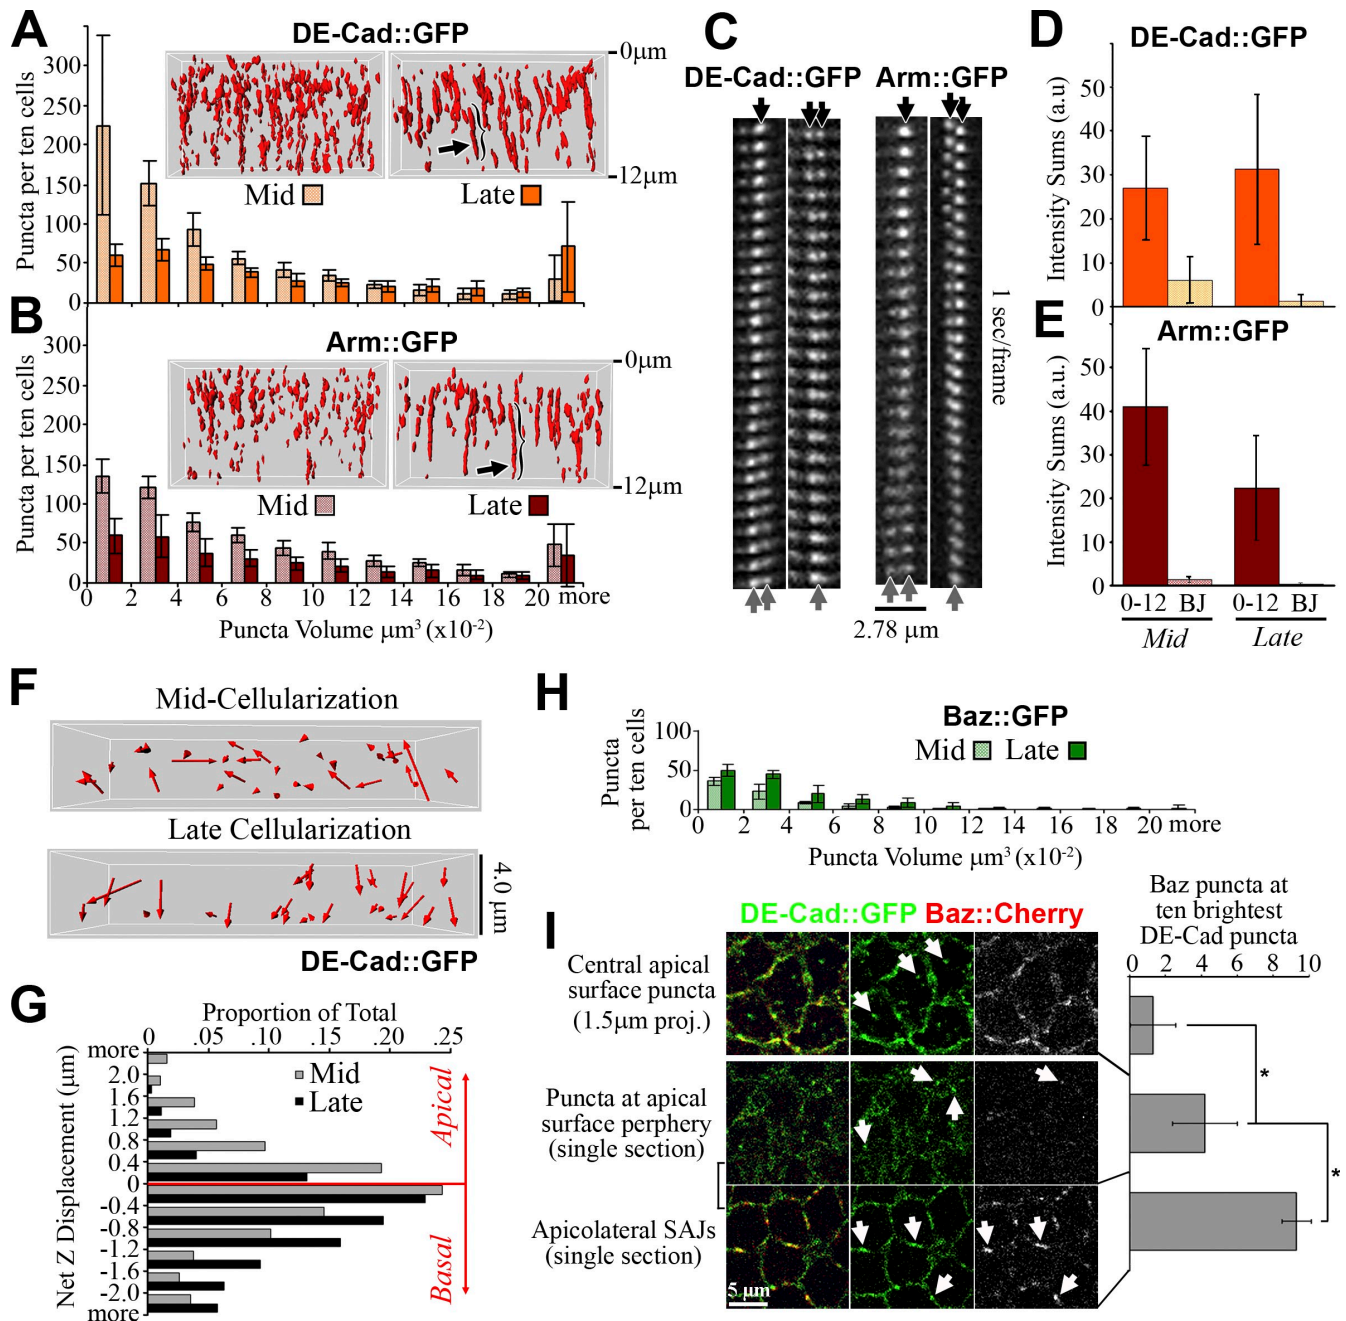 A
DE-Cad::GFP
Puncta per ten cells
300
250
200
150
100
50
0
0μm
12μm
Mid
Late
B
Arm::GFP
Puncta per ten cells
300
250
200
150
100
50
0
0μm
12μm
Mid
Late
0 2 4 6 8 10 12 14 16 18 20 more
Puncta Volume μm³ (x10⁻²)
C
DE-Cad::GFP Arm::GFP
1 sec/frame
2.78 μm
D
DE-Cad::GFP
Intensity Sums (a.u)
50
40
30
20
10
0
E
Arm::GFP
Intensity Sums (a.u.)
50
40
30
20
10
0
0-12 BJ 0-12 BJ
Mid Late
F
Mid-Cellularization
Late Cellularization
4.0 μm
DE-Cad::GFP
G
Proportion of Total
0 .05 .10 .15 .20 .25
Net Z Displacement (μm)
more
2.0
1.6
1.2
0.8
0.4
0
-0.4
-0.8
-1.2
-1.6
-2.0
more
Mid
Late
Apical
Basal
H
Baz::GFP
Mid Late
Puncta
per ten cells
100
50
0
0 2 4 6 8 10 12 14 16 18 20 more
Puncta Volume μm³ (x10⁻²)
I
DE-Cad::GFP Baz::Cherry
Central apical
surface puncta
(1.5μm proj.)
Puncta at apical
surface perphery
(single section)
Apicolateral SAJs
(single section)
5 μm
Baz puncta at
ten brightest
DE-Cad puncta
0 2 4 6 8 10
*
*